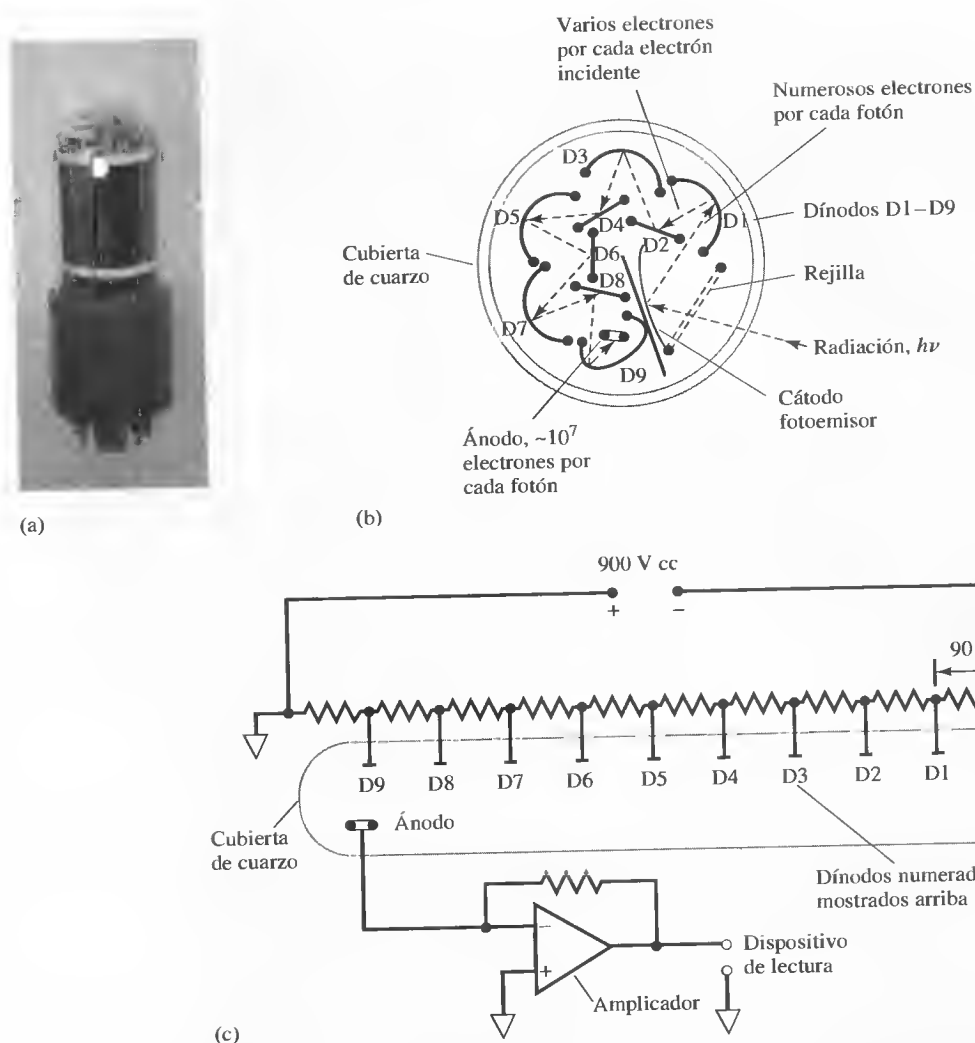 (a)
Varios electrones
por cada electrón
incidente
Numerosos electrones
por cada fotón
D3
D5
D4
D1
D2
D6
D8
D7
D9
Dínodos D1–D9
Cubierta
de cuarzo
Rejilla
Radiación, hν
Cátodo
fotoemisor
Ánodo, ~10⁷
electrones por
cada fotón
(b)
900 V cc
+ −
90
D9 D8 D7 D6 D5 D4 D3 D2 D1
Ánodo
Cubierta
de cuarzo
Dínodos numerad
mostrados arriba
−
+
Dispositivo
de lectura
Amplicador
(c)